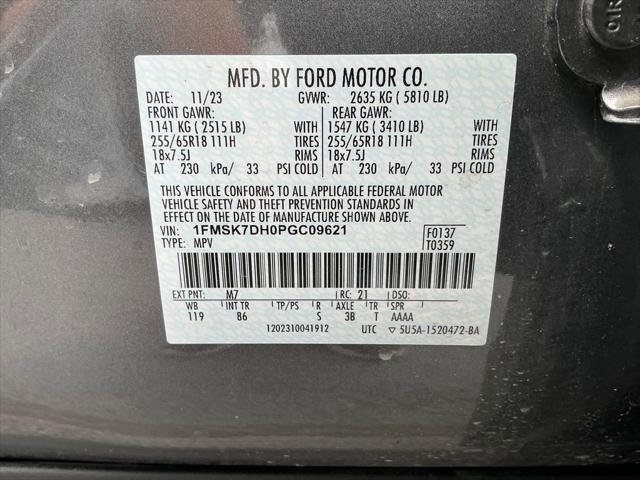 MFD. BY FORD MOTOR CO.
DATE: 11/23 GVWR: 2635 KG ( 5810 LB)
FRONT GAWR: REAR GAWR:
1141 KG ( 2515 LB) WITH 1547 KG ( 3410 LB) WITH
255/65R18 111H TIRES 255/65R18 111H TIRES
18x7.5J RIMS 18x7.5J RIMS
AT 230 kPa/ 33 PSI COLD AT 230 kPa/ 33 PSI COLD
THIS VEHICLE CONFORMS TO ALL APPLICABLE FEDERAL MOTOR
VEHICLE SAFETY AND THEFT PREVENTION STANDARDS IN
EFFECT ON THE DATE OF MANUFACTURE SHOWN ABOVE.
VIN: 1FMSK7DH0PGC09621 F0137
TYPE: MPV T0359
EXT PNT: M7 RC: 21 DSO:
WB INT TR TP/PS R AXLE TR SPR
119 86 S 3B T AAAA
1202310041912 UTC ▽ 5U5A-1520472-BA